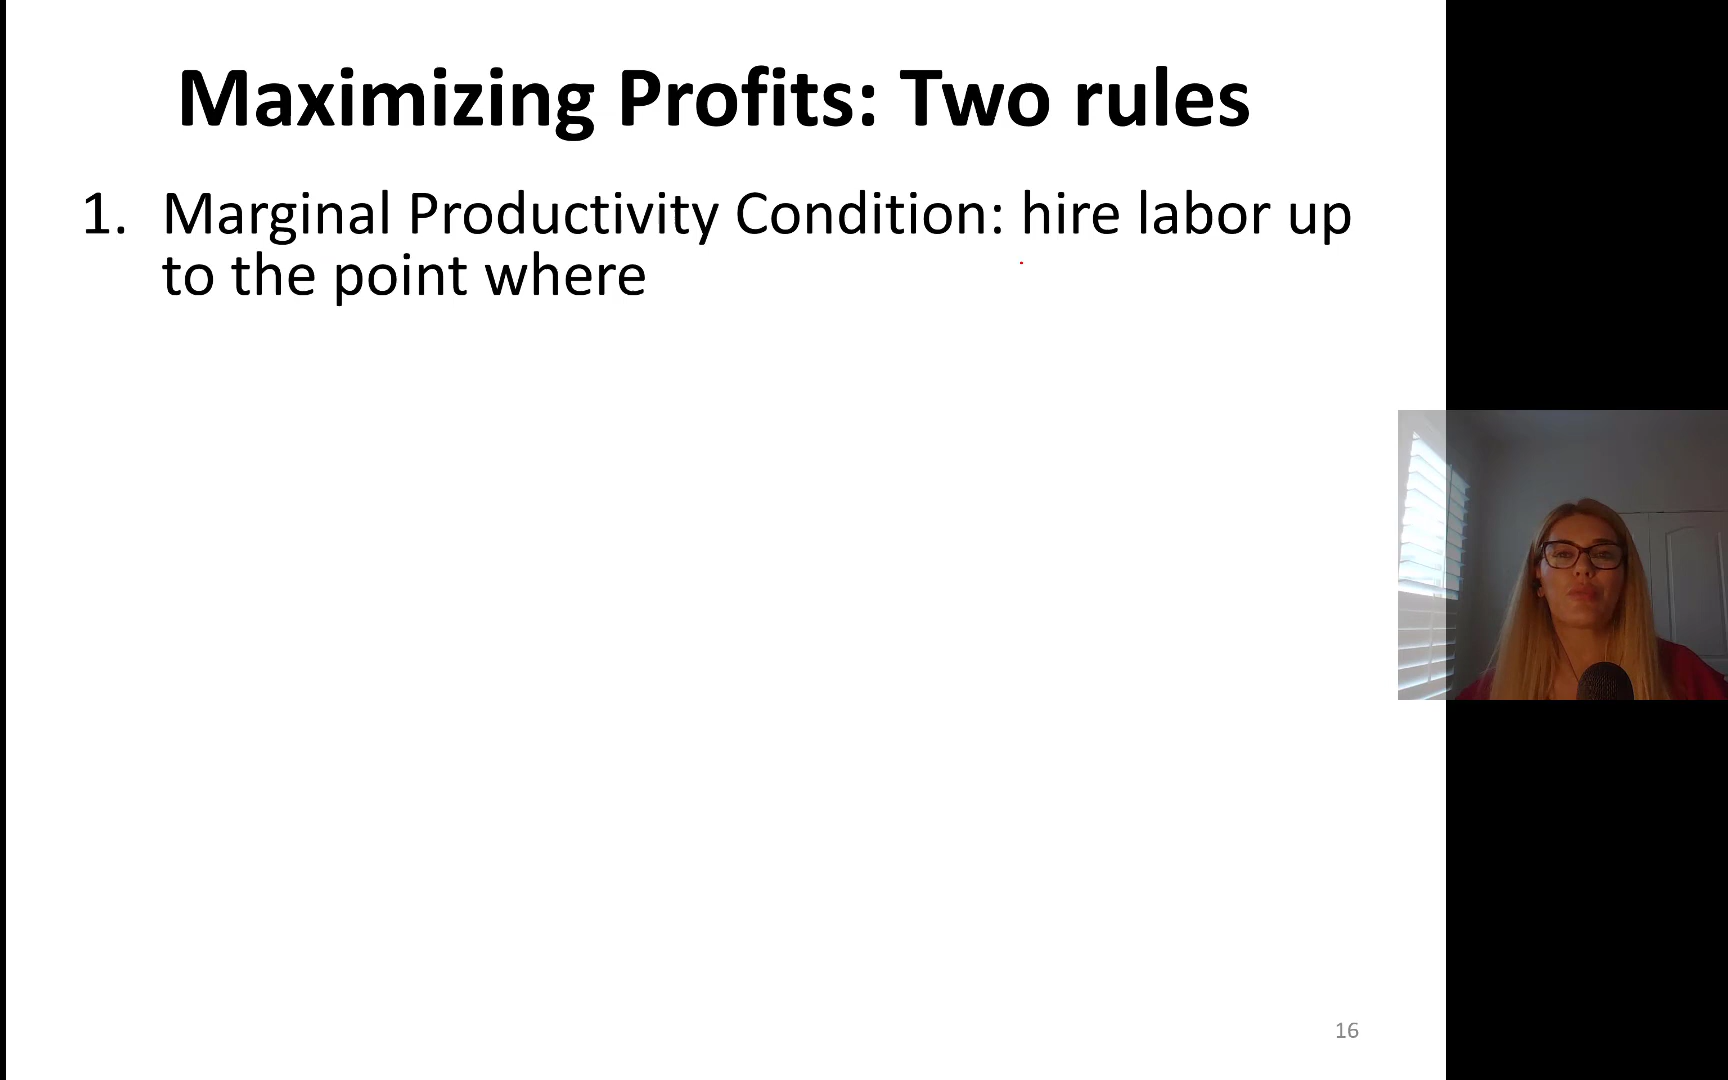 Maximizing Profits: Two rules
1. Marginal Productivity Condition: hire labor up
to the point where
16